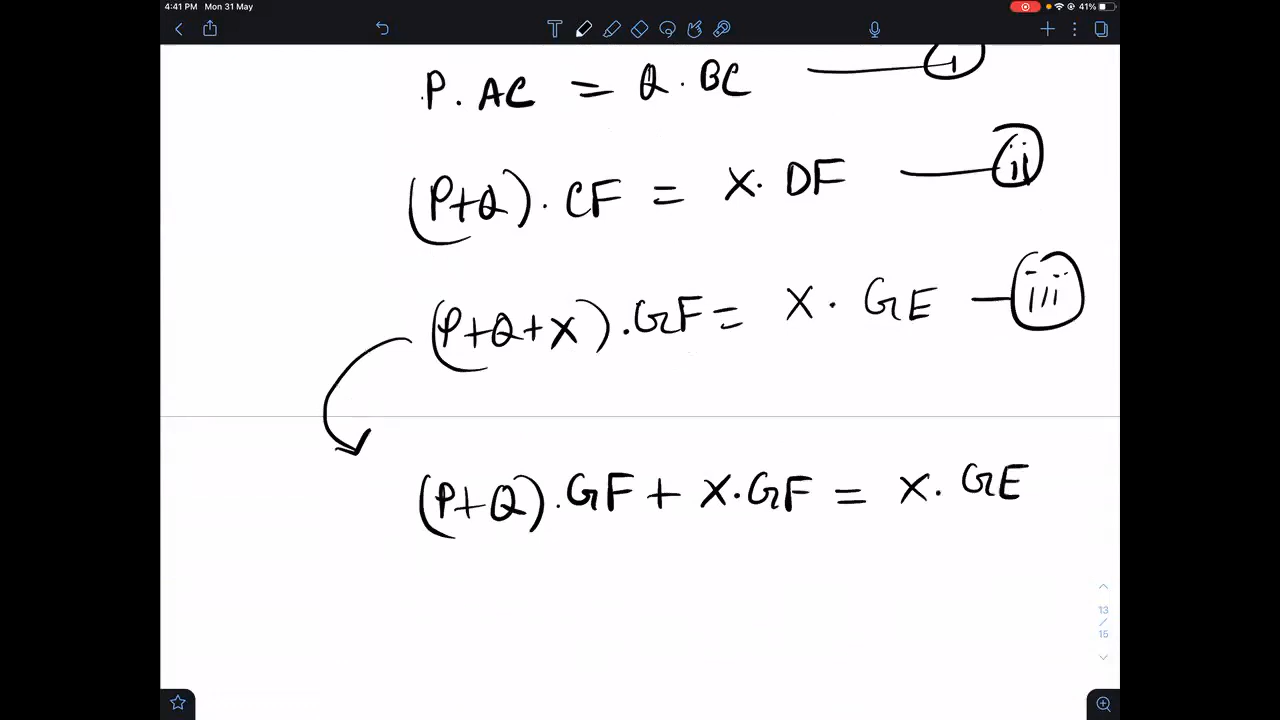 4:41 PM Mon 31 May 41%
P. AC = Q. BC — i
(P+Q). CF = X. DF — ii
(P+Q+X). GF = X. GE — iii
(P+Q). GF + X. GF = X. GE
13
/
15